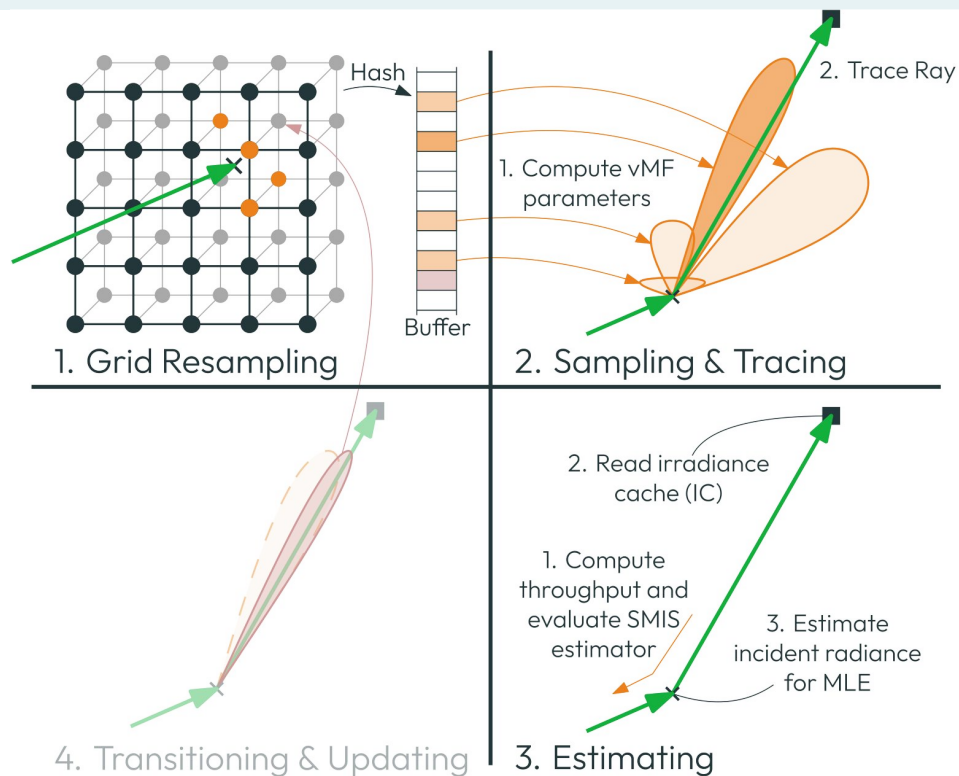 Hash
Buffer
1. Grid Resampling
2. Trace Ray
1. Compute vMF
parameters
2. Sampling & Tracing
4. Transitioning & Updating
2. Read irradiance
cache (IC)
1. Compute
throughput and
evaluate SMIS
estimator
3. Estimate
incident radiance
for MLE
3. Estimating